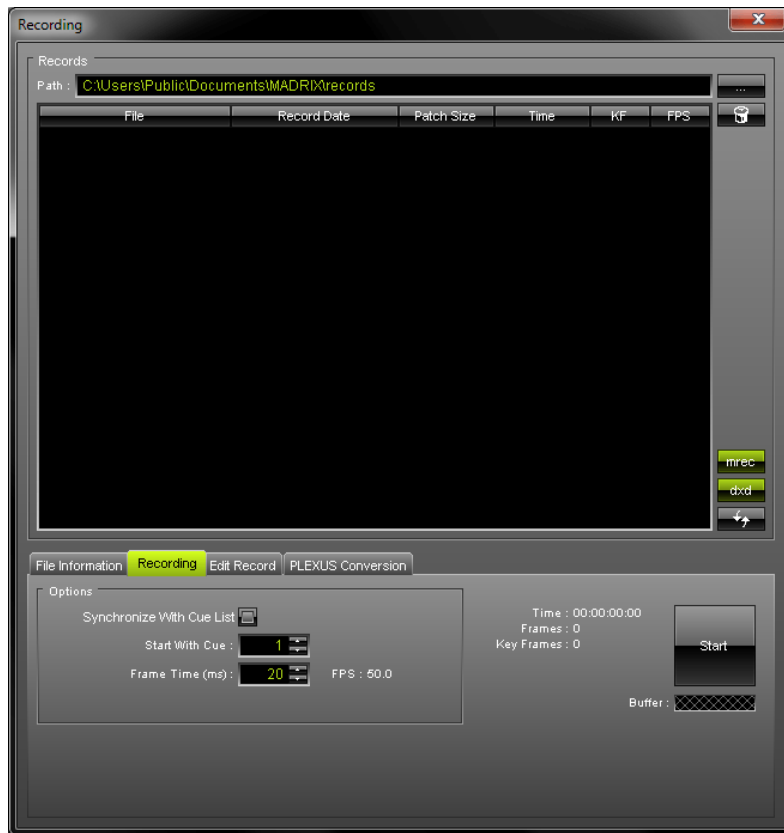 Recording
Records
Path : C:\Users\Public\Documents\MADRIX\records
...
File Record Date Patch Size Time KF FPS
mrec
dxd
File Information Recording Edit Record PLEXUS Conversion
Options
Synchronize With Cue List
Start With Cue : 1
Frame Time (ms) : 20 FPS : 50.0
Time : 00:00:00:00
Frames : 0
Key Frames : 0
Start
Buffer :